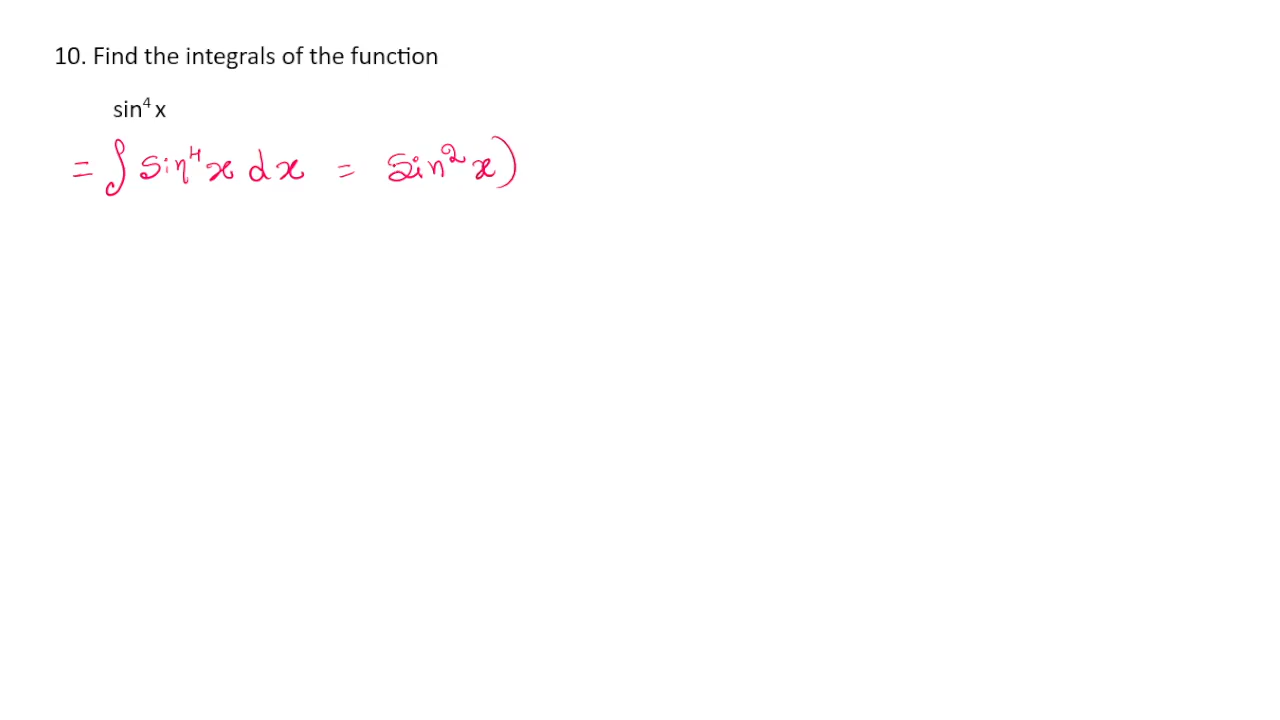 10. Find the integrals of the function
sin⁴ x
= ∫ sin⁴x dx = sin²x)